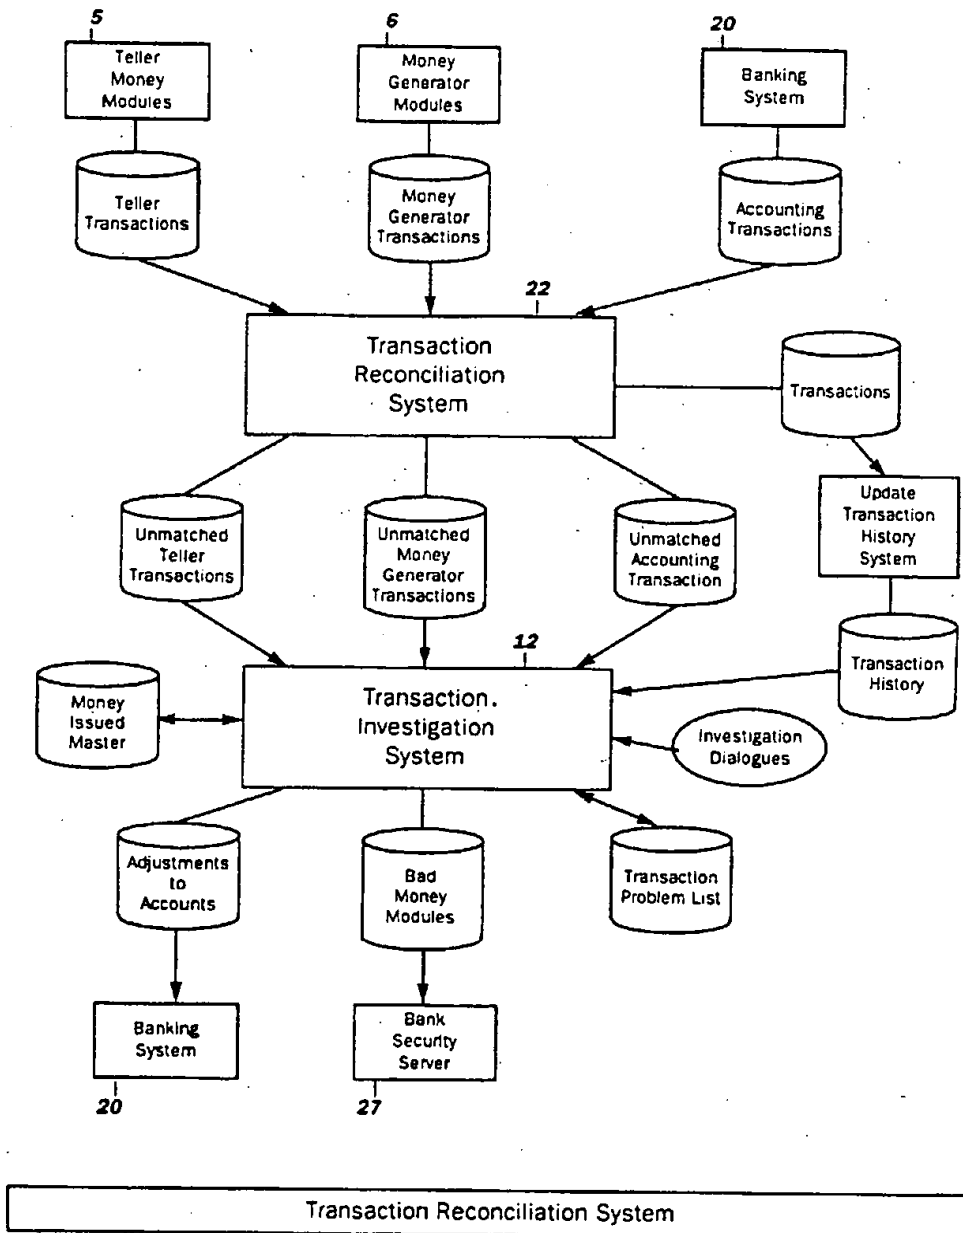 5
Teller
Money
Modules
6
Money
Generator
Modules
20
Banking
System
Teller
Transactions
Money
Generator
Transactions
Accounting
Transactions
22
Transaction
Reconciliation
System
Transactions
Update
Transaction
History
System
Unmatched
Teller
Transactions
Unmatched
Money
Generator
Transactions
Unmatched
Accounting
Transaction
12
Transaction.
Investigation
System
Transaction
History
Money
Issued
Master
Investigation
Dialogues
Adjustments
to
Accounts
Bad
Money
Modules
Transaction
Problem List
Banking
System
20
Bank
Security
Server
27
Transaction Reconciliation System